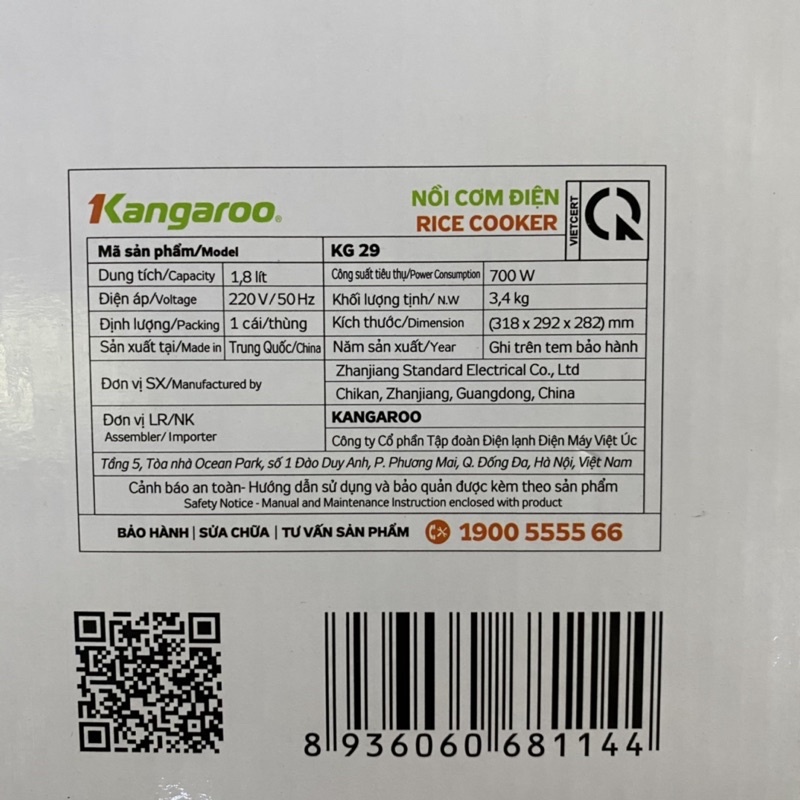 Kangaroo
NỒI CƠM ĐIỆN
RICE COOKER
VIETCERT
Mã sản phẩm/Model KG 29
Dung tích/Capacity 1,8 lít Công suất tiêu thụ/Power Consumption 700 W
Điện áp/Voltage 220 V/50 Hz Khối lượng tịnh/ N.W 3,4 kg
Định lượng/Packing 1 cái/thùng Kích thước/Dimension (318 x 292 x 282) mm
Sản xuất tại/Made in Trung Quốc/China Năm sản xuất/Year Ghi trên tem bảo hành
Đơn vị SX/Manufactured by Zhanjiang Standard Electrical Co., Ltd
Chikan, Zhanjiang, Guangdong, China
Đơn vị LR/NK
Assembler/ Importer
KANGAROO
Công ty Cổ phần Tập đoàn Điện lạnh Điện Máy Việt Úc
Tầng 5, Tòa nhà Ocean Park, số 1 Đào Duy Anh, P. Phương Mai, Q. Đống Đa, Hà Nội, Việt Nam
Cảnh báo an toàn- Hướng dẫn sử dụng và bảo quản được kèm theo sản phẩm
Safety Notice - Manual and Maintenance Instruction enclosed with product
BẢO HÀNH | SỬA CHỮA | TƯ VẤN SẢN PHẨM 1900 5555 66
8 936060 681144